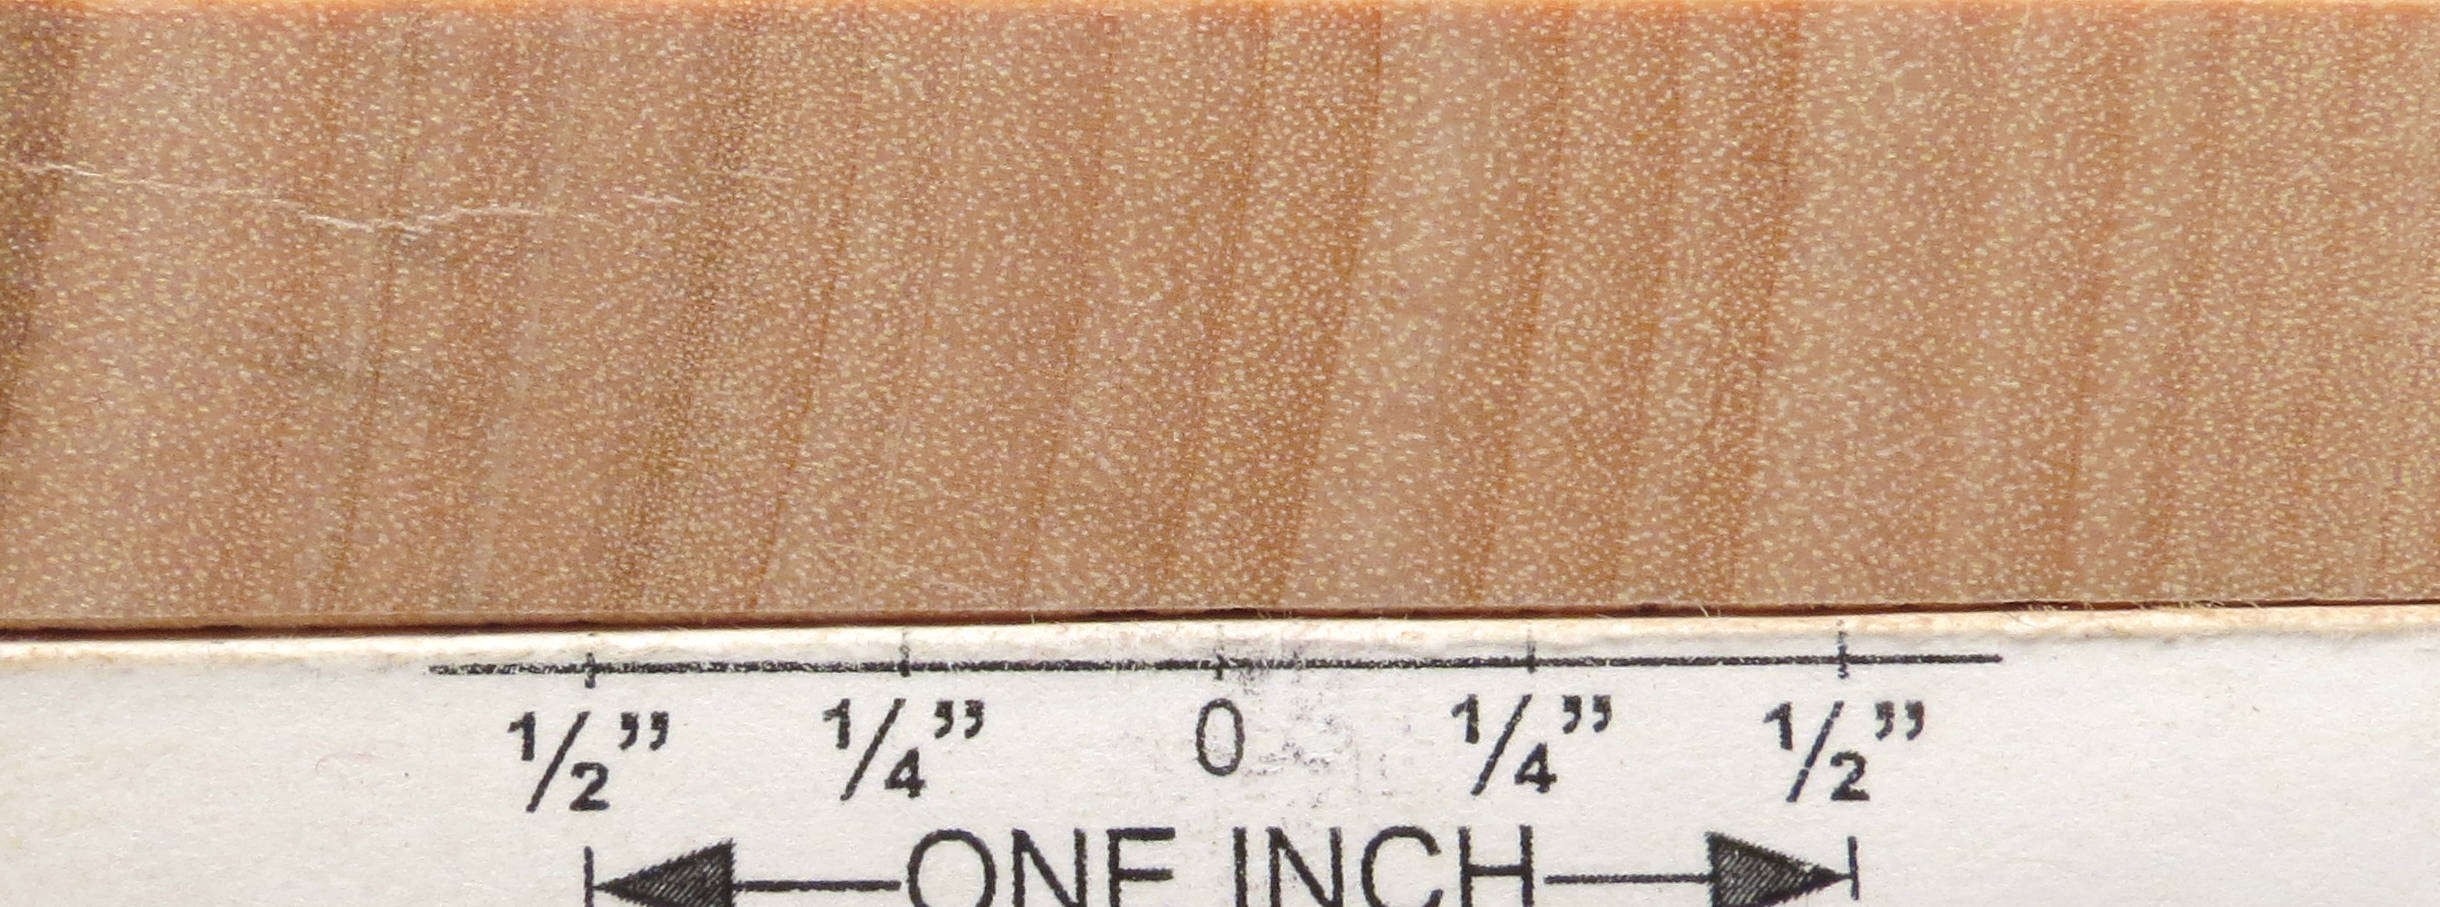 1/2” 1/4” 0 1/4” 1/2”
ONE INCH